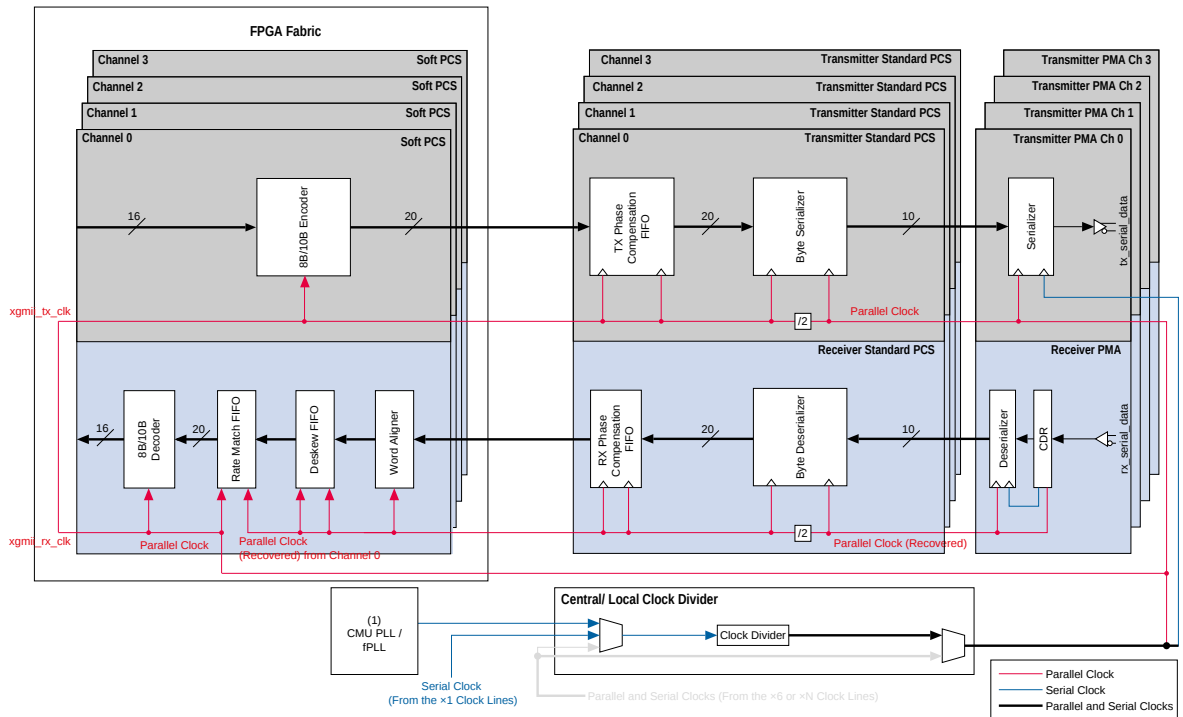 FPGA Fabric
Channel 3 Soft PCS
Channel 2 Soft PCS
Channel 1 Soft PCS
Channel 0 Soft PCS
Channel 3 Transmitter Standard PCS
Channel 2 Transmitter Standard PCS
Channel 1 Transmitter Standard PCS
Channel 0 Transmitter Standard PCS
Transmitter PMA Ch 3
Transmitter PMA Ch 2
Transmitter PMA Ch 1
Transmitter PMA Ch 0
16
8B/10B Encoder
20
TX Phase
Compensation
FIFO
20
Byte Serializer
10
Serializer
tx_serial_data
xgmii_tx_clk
/2
Parallel Clock
Receiver Standard PCS
Receiver PMA
16
8B/10B
Decoder
20
Rate Match FIFO
Deskew FIFO
Word Aligner
RX Phase
Compensation
FIFO
20
Byte Deserializer
10
Deserializer
CDR
rx_serial_data
xgmii_rx_clk
Parallel Clock
Parallel Clock
(Recovered) from Channel 0
/2
Parallel Clock (Recovered)
(1)
CMU PLL /
fPLL
Central/ Local Clock Divider
Clock Divider
Serial Clock
(From the ×1 Clock Lines)
Parallel and Serial Clocks (From the ×6 or ×N Clock Lines)
Parallel Clock
Serial Clock
Parallel and Serial Clocks